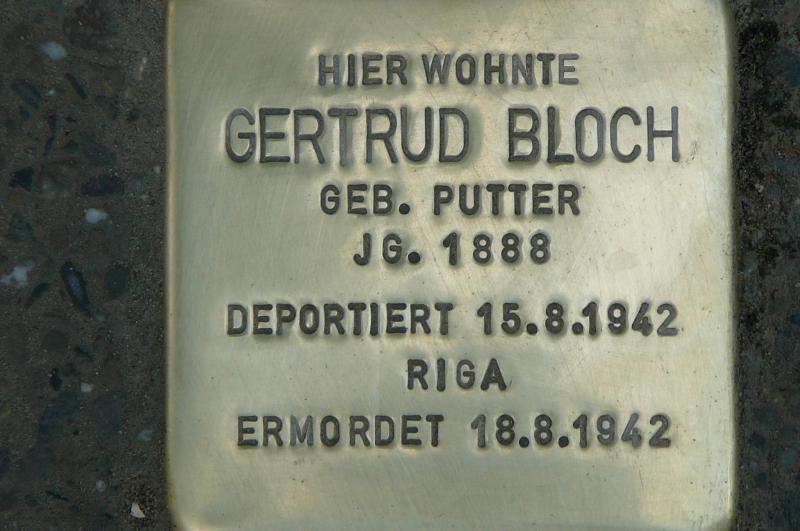 HIER WOHNTE
GERTRUD BLOCH
GEB. PUTTER
JG. 1888
DEPORTIERT 15.8.1942
RIGA
ERMORDET 18.8.1942